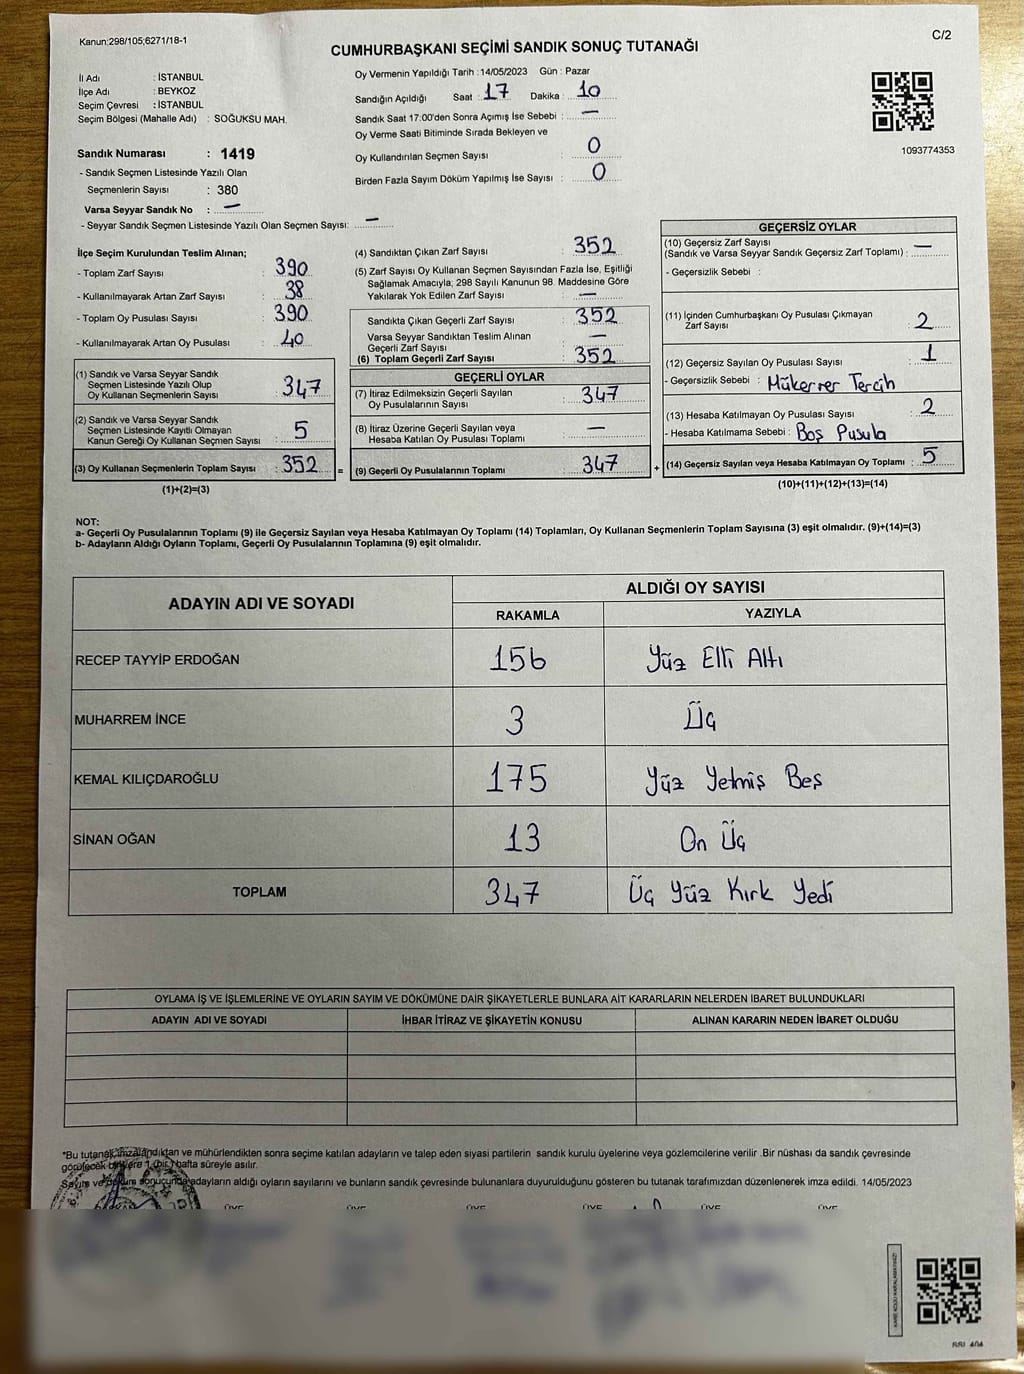 Kanun:298/105;6271/18-1
C/2
CUMHURBAŞKANI SEÇİMİ SANDIK SONUÇ TUTANAĞI
İl Adı : İSTANBUL
İlçe Adı : BEYKOZ
Seçim Çevresi : İSTANBUL
Seçim Bölgesi (Mahalle Adı) : SOĞUKSU MAH.
Oy Vermenin Yapıldığı Tarih : 14/05/2023 Gün : Pazar
Sandığın Açıldığı Saat : 17 Dakika : 10
Sandık Saat 17:00'den Sonra Açımış İse Sebebi : —
Oy Verme Saati Bitiminde Sırada Bekleyen ve
Oy Kullandırılan Seçmen Sayısı : 0
Birden Fazla Sayım Döküm Yapılmış İse Sayısı : 0
1093774353
Sandık Numarası : 1419
- Sandık Seçmen Listesinde Yazılı Olan
Seçmenlerin Sayısı : 380
Varsa Seyyar Sandık No : —
- Seyyar Sandık Seçmen Listesinde Yazılı Olan Seçmen Sayısı: —
İlçe Seçim Kurulundan Teslim Alınan;
- Toplam Zarf Sayısı : 390
- Kullanılmayarak Artan Zarf Sayısı : 38
- Toplam Oy Pusulası Sayısı : 390
- Kullanılmayarak Artan Oy Pusulası : 40
(1) Sandık ve Varsa Seyyar Sandık
Seçmen Listesinde Yazılı Olup
Oy Kullanan Seçmenlerin Sayısı : 347
(2) Sandık ve Varsa Seyyar Sandık
Seçmen Listesinde Kayıtlı Olmayan
Kanun Gereği Oy Kullanan Seçmen Sayısı : 5
(3) Oy Kullanan Seçmenlerin Toplam Sayısı : 352 =
(1)+(2)=(3)
(4) Sandıktan Çıkan Zarf Sayısı : 352
(5) Zarf Sayısı Oy Kullanan Seçmen Sayısından Fazla İse, Eşitliği
Sağlamak Amacıyla; 298 Sayılı Kanunun 98. Maddesine Göre
Yakılarak Yok Edilen Zarf Sayısı : —
Sandıkta Çıkan Geçerli Zarf Sayısı : 352
Varsa Seyyar Sandıktan Teslim Alınan
Geçerli Zarf Sayısı : —
(6) Toplam Geçerli Zarf Sayısı : 352
GEÇERLİ OYLAR
(7) İtiraz Edilmeksizin Geçerli Sayılan
Oy Pusulalarının Sayısı : 347
(8) İtiraz Üzerine Geçerli Sayılan veya
Hesaba Katılan Oy Pusulası Toplamı : —
(9) Geçerli Oy Pusulalarının Toplamı : 347 +
GEÇERSİZ OYLAR
(10) Geçersiz Zarf Sayısı
(Sandık ve Varsa Seyyar Sandık Geçersiz Zarf Toplamı) : —
- Geçersizlik Sebebi :
(11) İçinden Cumhurbaşkanı Oy Pusulası Çıkmayan
Zarf Sayısı : 2
(12) Geçersiz Sayılan Oy Pusulası Sayısı : 1
- Geçersizlik Sebebi : Mükerrer Tercih
(13) Hesaba Katılmayan Oy Pusulası Sayısı : 2
- Hesaba Katılmama Sebebi : Boş Pusula
(14) Geçersiz Sayılan veya Hesaba Katılmayan Oy Toplamı : 5
(10)+(11)+(12)+(13)=(14)
NOT:
a- Geçerli Oy Pusulalarının Toplamı (9) ile Geçersiz Sayılan veya Hesaba Katılmayan Oy Toplamı (14) Toplamları, Oy Kullanan Seçmenlerin Toplam Sayısına (3) eşit olmalıdır. (9)+(14)=(3)
b- Adayların Aldığı Oyların Toplamı, Geçerli Oy Pusulalarının Toplamına (9) eşit olmalıdır.
ADAYIN ADI VE SOYADI
ALDIĞI OY SAYISI
RAKAMLA YAZIYLA
RECEP TAYYİP ERDOĞAN 156 Yüz Elli Altı
MUHARREM İNCE 3 Üç
KEMAL KILIÇDAROĞLU 175 Yüz Yetmiş Beş
SİNAN OĞAN 13 On Üç
TOPLAM 347 Üç Yüz Kırk Yedi
OYLAMA İŞ VE İŞLEMLERİNE VE OYLARIN SAYIM VE DÖKÜMÜNE DAİR ŞİKAYETLERLE BUNLARA AİT KARARLARIN NELERDEN İBARET BULUNDUKLARI
ADAYIN ADI VE SOYADI İHBAR İTİRAZ VE ŞİKAYETİN KONUSU ALINAN KARARIN NEDEN İBARET OLDUĞU
*Bu tutanak imzalandıktan ve mühürlendikten sonra seçime katılan adayların ve talep eden siyasi partilerin sandık kurulu üyelerine veya gözlemcilerine verilir .Bir nüshası da sandık çevresinde
görülecek bir yere 1 (bir) hafta süreyle asılır.
Sayım ve döküm sonucunda adayların aldığı oyların sayılarını ve bunların sandık çevresinde bulunanlara duyurulduğunu gösteren bu tutanak tarafımızdan düzenlenerek imza edildi. 14/05/2023
ÜYE ÜYE ÜYE ÜYE ÜYE ÜYE